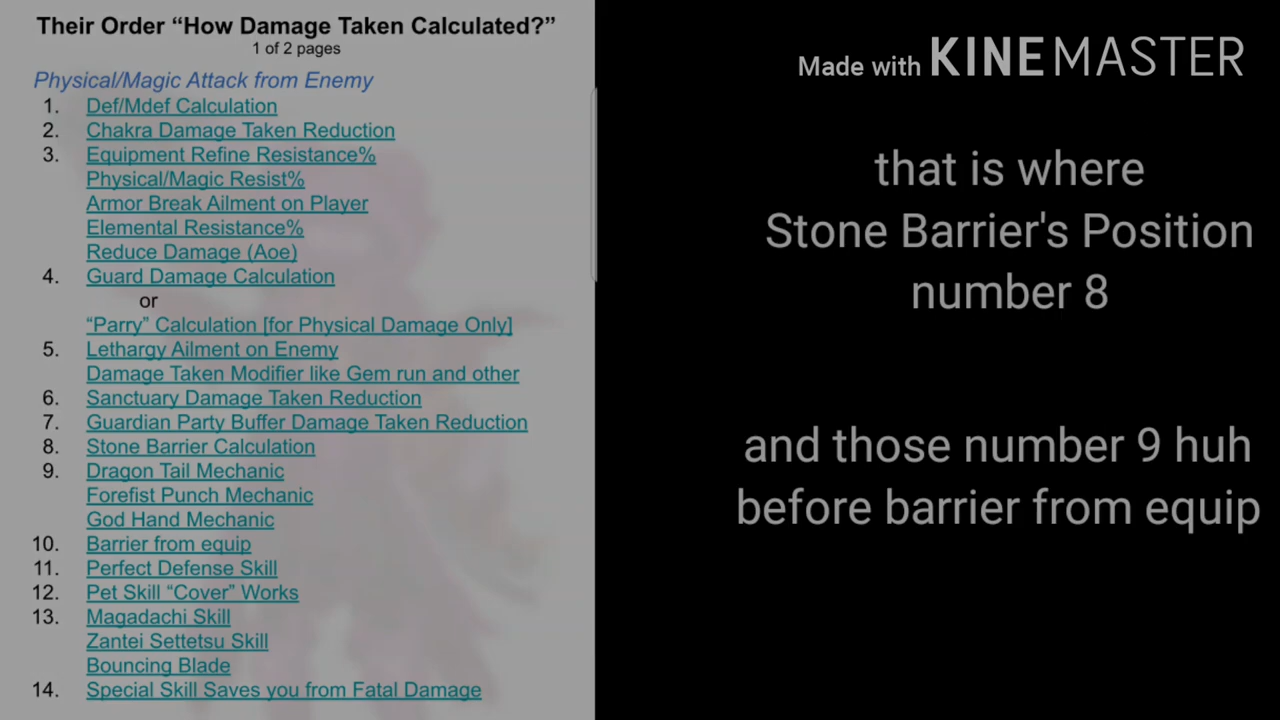 Their Order “How Damage Taken Calculated?”
1 of 2 pages
Physical/Magic Attack from Enemy
1. Def/Mdef Calculation
2. Chakra Damage Taken Reduction
3. Equipment Refine Resistance%
Physical/Magic Resist%
Armor Break Ailment on Player
Elemental Resistance%
Reduce Damage (Aoe)
4. Guard Damage Calculation
or
“Parry” Calculation [for Physical Damage Only]
5. Lethargy Ailment on Enemy
Damage Taken Modifier like Gem run and other
6. Sanctuary Damage Taken Reduction
7. Guardian Party Buffer Damage Taken Reduction
8. Stone Barrier Calculation
9. Dragon Tail Mechanic
Forefist Punch Mechanic
God Hand Mechanic
10. Barrier from equip
11. Perfect Defense Skill
12. Pet Skill “Cover” Works
13. Magadachi Skill
Zantei Settetsu Skill
Bouncing Blade
14. Special Skill Saves you from Fatal Damage
Made with KINEMASTER
that is where
Stone Barrier's Position
number 8
and those number 9 huh
before barrier from equip